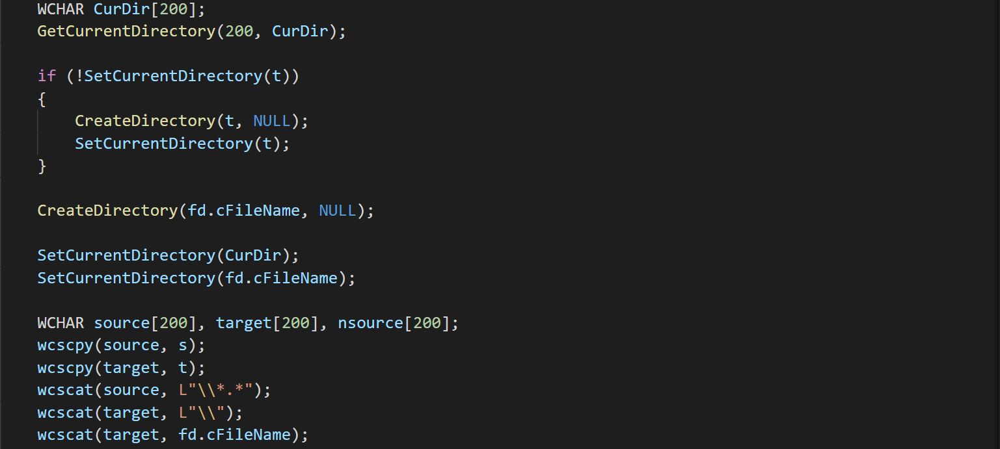 WCHAR CurDir[200];
GetCurrentDirectory(200, CurDir);
if (!SetCurrentDirectory(t))
{
CreateDirectory(t, NULL);
SetCurrentDirectory(t);
}
CreateDirectory(fd.cFileName, NULL);
SetCurrentDirectory(CurDir);
SetCurrentDirectory(fd.cFileName);
WCHAR source[200], target[200], nsource[200];
wcscpy(source, s);
wcscpy(target, t);
wcscat(source, L"\\*.*");
wcscat(target, L"\\");
wcscat(target, fd.cFileName);